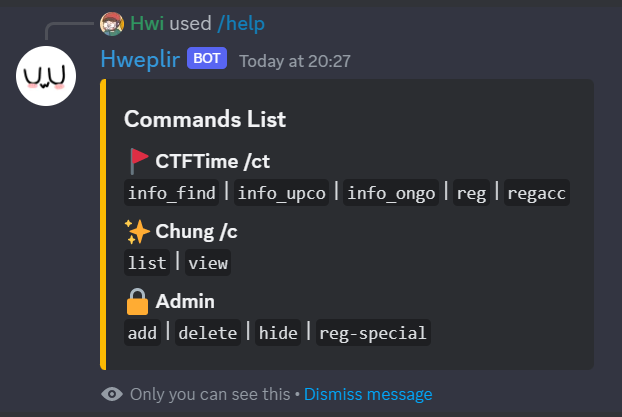 Hwi used /help
Hweplir BOT Today at 20:27
Commands List
🚩 CTFTime /ct
info_find | info_upco | info_ongo | reg | regacc
✨ Chung /c
list | view
🔒 Admin
add | delete | hide | reg-special
Only you can see this • Dismiss message